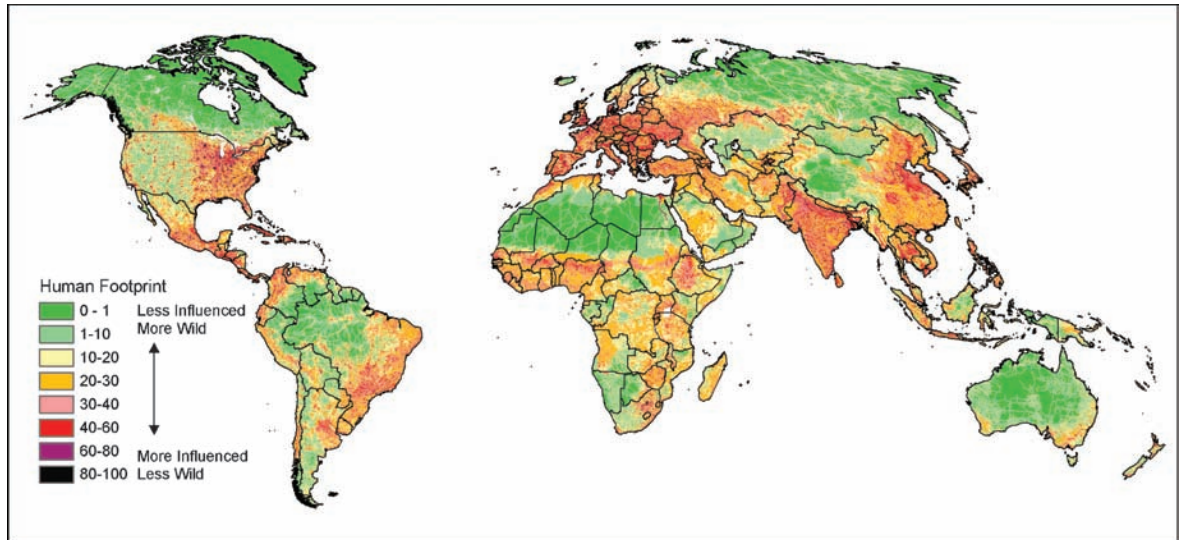 Human Footprint
0 - 1 Less Influenced
1-10 More Wild
10-20
20-30
30-40
40-60
60-80 More Influenced
80-100 Less Wild